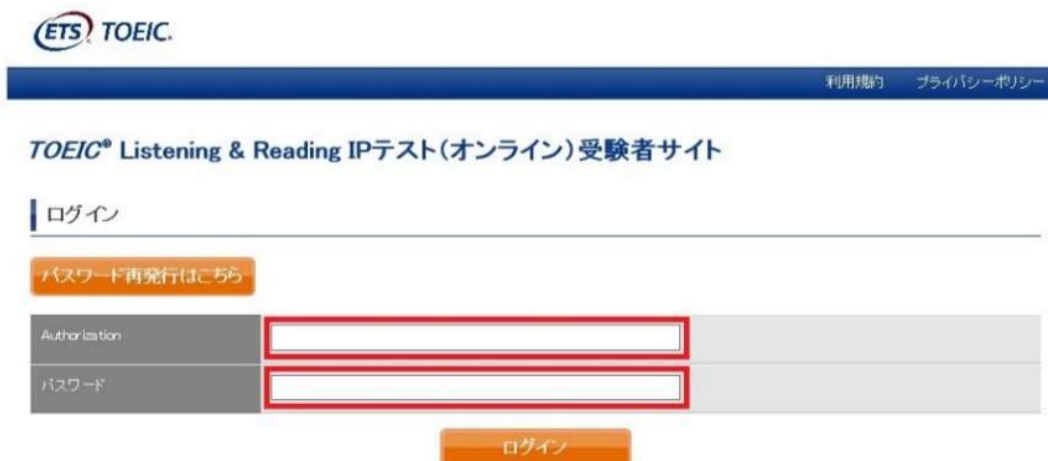 ETS TOEIC®
利用規約 プライバシーポリシー
TOEIC® Listening & Reading IPテスト(オンライン)受験者サイト
ログイン
パスワード再発行はこちら
Authorization
パスワード
ログイン